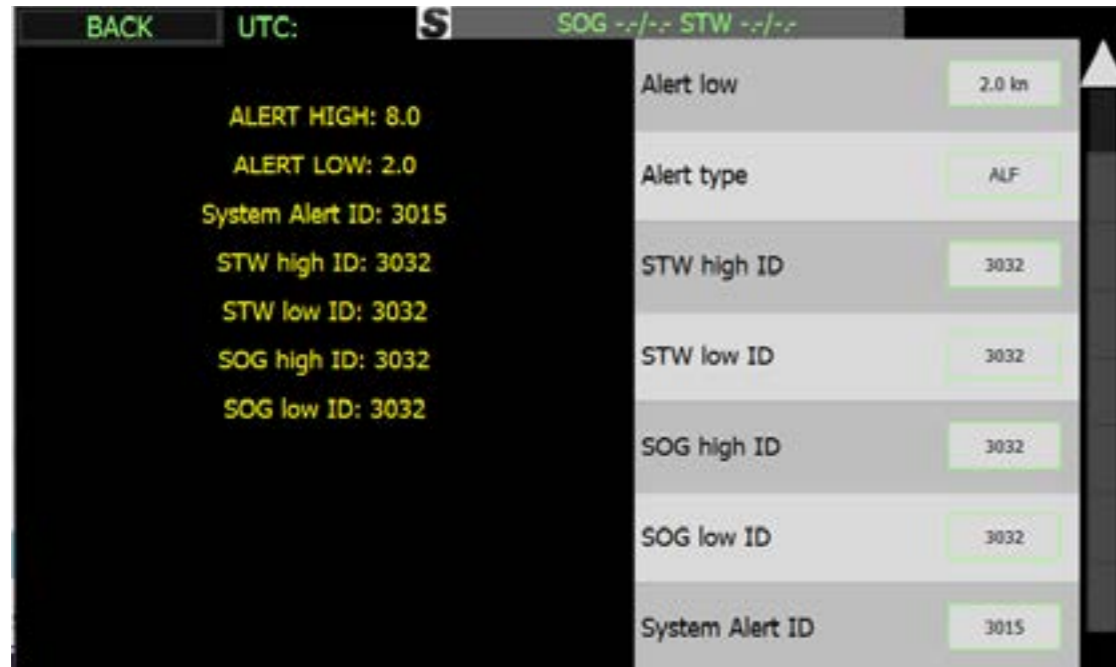 BACK UTC: S SOG -.-/-.- STW -.-/-.-
ALERT HIGH: 8.0
ALERT LOW: 2.0
System Alert ID: 3015
STW high ID: 3032
STW low ID: 3032
SOG high ID: 3032
SOG low ID: 3032
Alert low 2.0 kn
Alert type ALF
STW high ID 3032
STW low ID 3032
SOG high ID 3032
SOG low ID 3032
System Alert ID 3015